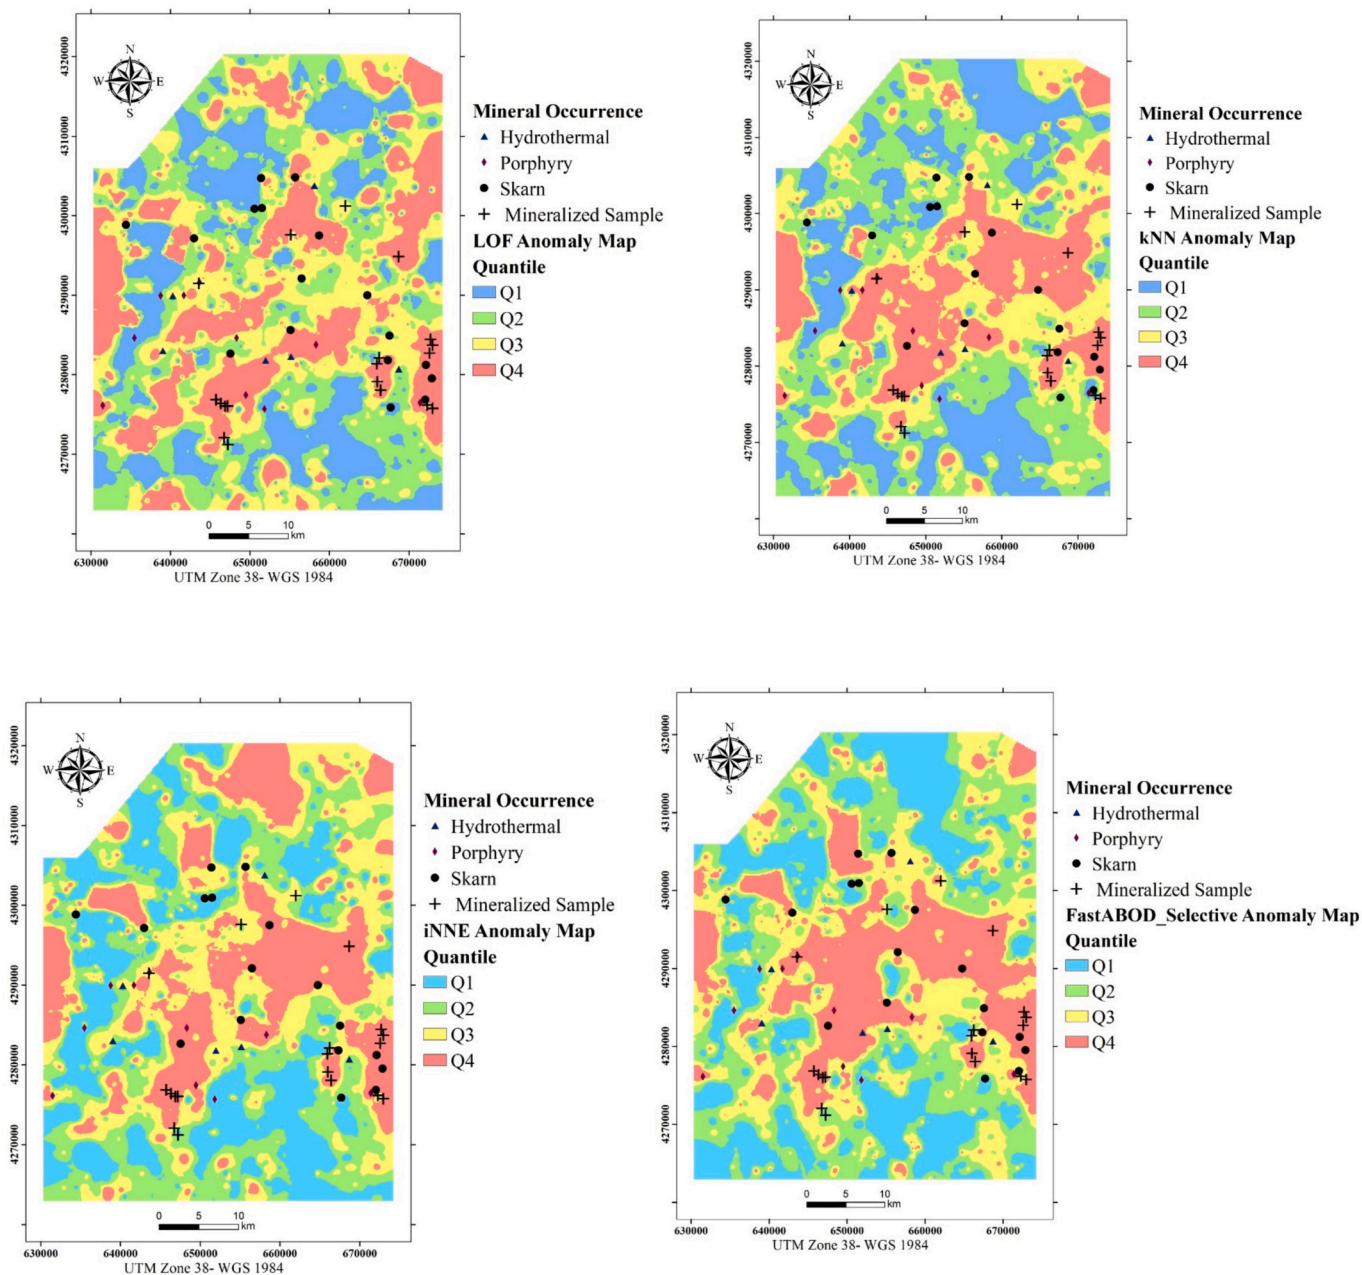 N
W E
S
4320000
4310000
4300000
4290000
4280000
4270000
Mineral Occurrence
Hydrothermal
Porphyry
Skarn
Mineralized Sample
LOF Anomaly Map
Quantile
Q1
Q2
Q3
Q4
0 5 10
km
630000 640000 650000 660000 670000
UTM Zone 38- WGS 1984
N
W E
S
4320000
4310000
4300000
4290000
4280000
4270000
Mineral Occurrence
Hydrothermal
Porphyry
Skarn
Mineralized Sample
kNN Anomaly Map
Quantile
Q1
Q2
Q3
Q4
0 5 10
km
630000 640000 650000 660000 670000
UTM Zone 38- WGS 1984
N
W E
S
4320000
4310000
4300000
4290000
4280000
4270000
Mineral Occurrence
Hydrothermal
Porphyry
Skarn
Mineralized Sample
iNNE Anomaly Map
Quantile
Q1
Q2
Q3
Q4
0 5 10
km
630000 640000 650000 660000 670000
UTM Zone 38- WGS 1984
N
W E
S
4320000
4310000
4300000
4290000
4280000
4270000
Mineral Occurrence
Hydrothermal
Porphyry
Skarn
Mineralized Sample
FastABOD_Selective Anomaly Map
Quantile
Q1
Q2
Q3
Q4
0 5 10
km
630000 640000 650000 660000 670000
UTM Zone 38- WGS 1984